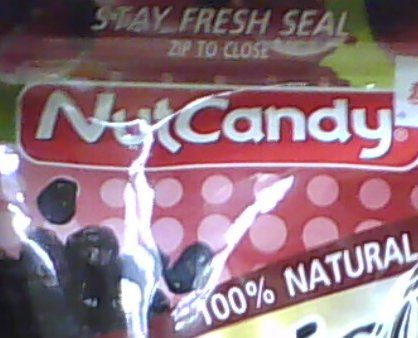 STAY FRESH SEAL
ZIP TO CLOSE
NutCandy
100% NATURAL